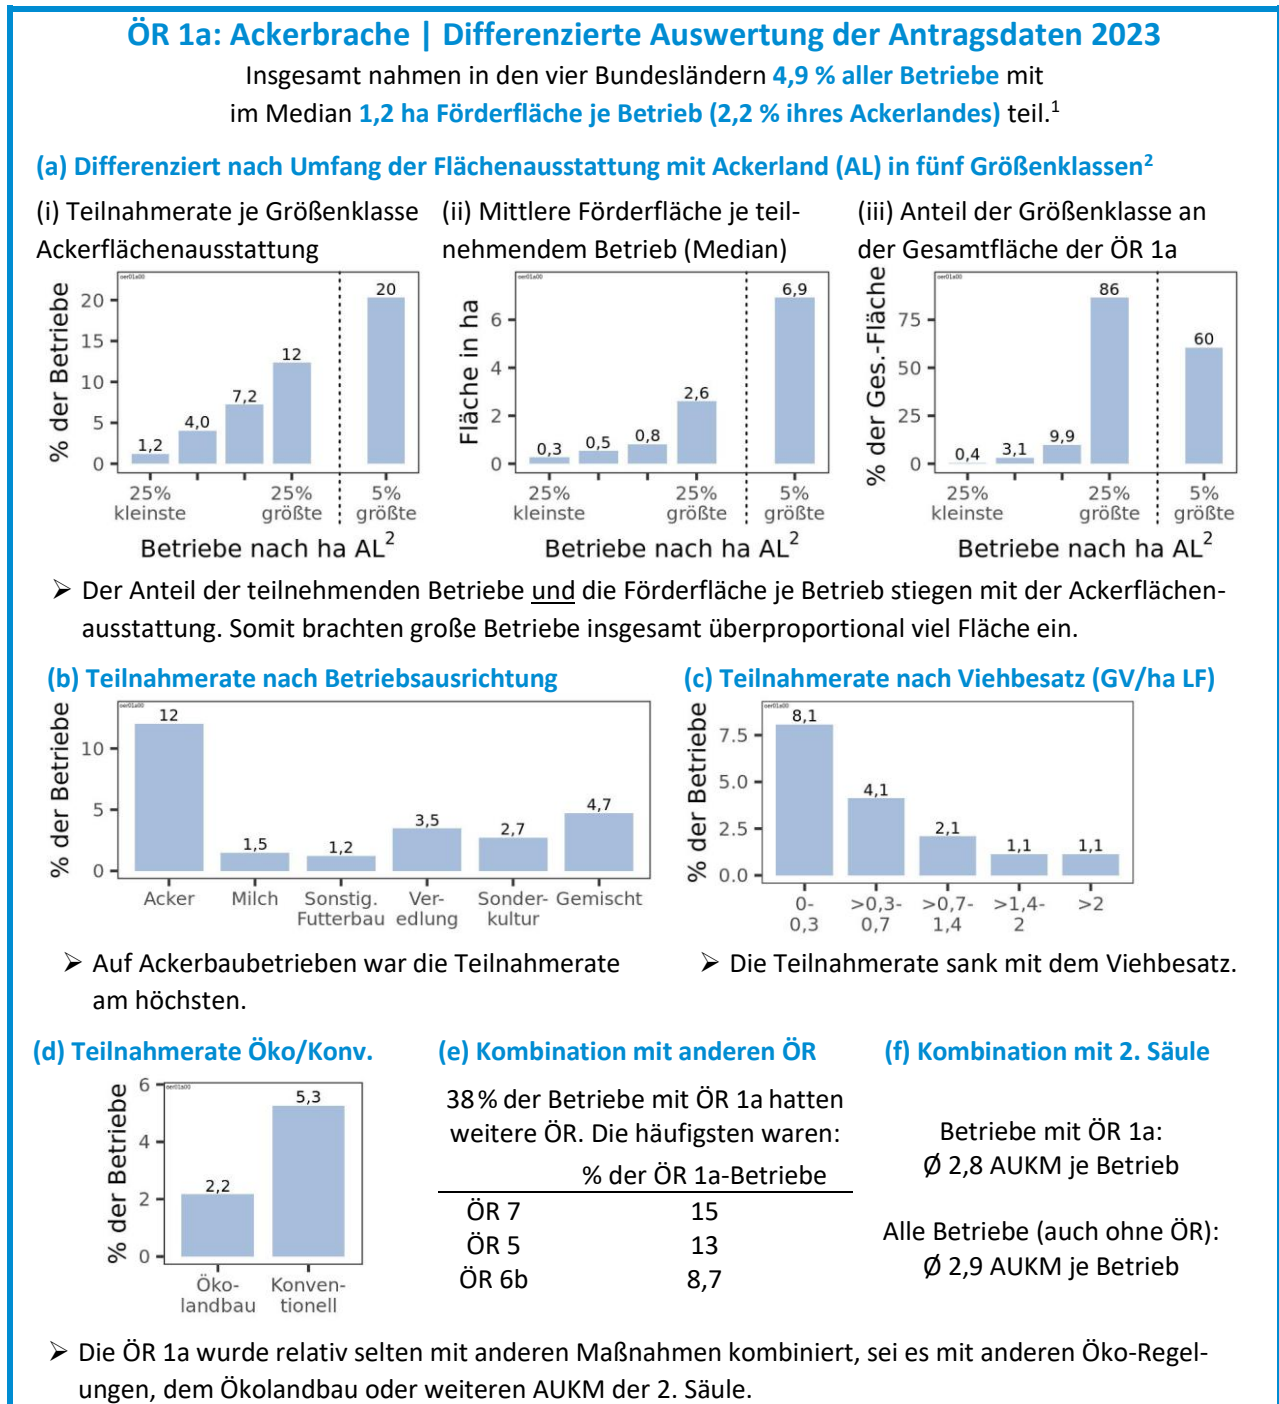 ÖR 1a: Ackerbrache | Differenzierte Auswertung der Antragsdaten 2023
Insgesamt nahmen in den vier Bundesländern 4,9 % aller Betriebe mit
im Median 1,2 ha Förderfläche je Betrieb (2,2 % ihres Ackerlandes) teil.¹
(a) Differenziert nach Umfang der Flächenausstattung mit Ackerland (AL) in fünf Größenklassen²
(i) Teilnahmerate je Größenklasse
Ackerflächenausstattung
oer01a00
% der Betriebe
20
15
10
5
0
1,2
4,0
7,2
12
20
25%
kleinste
25%
größte
5%
größte
Betriebe nach ha AL²
(ii) Mittlere Förderfläche je teil-
nehmendem Betrieb (Median)
oer01a00
Fläche in ha
6
4
2
0
0,3
0,5
0,8
2,6
6,9
25%
kleinste
25%
größte
5%
größte
Betriebe nach ha AL²
(iii) Anteil der Größenklasse an
der Gesamtfläche der ÖR 1a
oer01a00
% der Ges.-Fläche
75
50
25
0
0,4
3,1
9,9
86
60
25%
kleinste
25%
größte
5%
größte
Betriebe nach ha AL²
➢ Der Anteil der teilnehmenden Betriebe und die Förderfläche je Betrieb stiegen mit der Ackerflächen-
ausstattung. Somit brachten große Betriebe insgesamt überproportional viel Fläche ein.
(b) Teilnahmerate nach Betriebsausrichtung
oer01a00
% der Betriebe
10
5
0
12
1,5
1,2
3,5
2,7
4,7
Acker
Milch
Sonstig.
Futterbau
Ver-
edlung
Sonder-
kultur
Gemischt
➢ Auf Ackerbaubetrieben war die Teilnahmerate
am höchsten.
(c) Teilnahmerate nach Viehbesatz (GV/ha LF)
oer01a00
% der Betriebe
7.5
5.0
2.5
0.0
8,1
4,1
2,1
1,1
1,1
0-
0,3
>0,3-
0,7
>0,7-
1,4
>1,4-
2
>2
➢ Die Teilnahmerate sank mit dem Viehbesatz.
(d) Teilnahmerate Öko/Konv.
oer01a00
% der Betriebe
6
4
2
0
2,2
5,3
Öko-
landbau
Konven-
tionell
(e) Kombination mit anderen ÖR
38 % der Betriebe mit ÖR 1a hatten
weitere ÖR. Die häufigsten waren:
% der ÖR 1a-Betriebe
ÖR 7 15
ÖR 5 13
ÖR 6b 8,7
(f) Kombination mit 2. Säule
Betriebe mit ÖR 1a:
Ø 2,8 AUKM je Betrieb
Alle Betriebe (auch ohne ÖR):
Ø 2,9 AUKM je Betrieb
➢ Die ÖR 1a wurde relativ selten mit anderen Maßnahmen kombiniert, sei es mit anderen Öko-Regel-
ungen, dem Ökolandbau oder weiteren AUKM der 2. Säule.